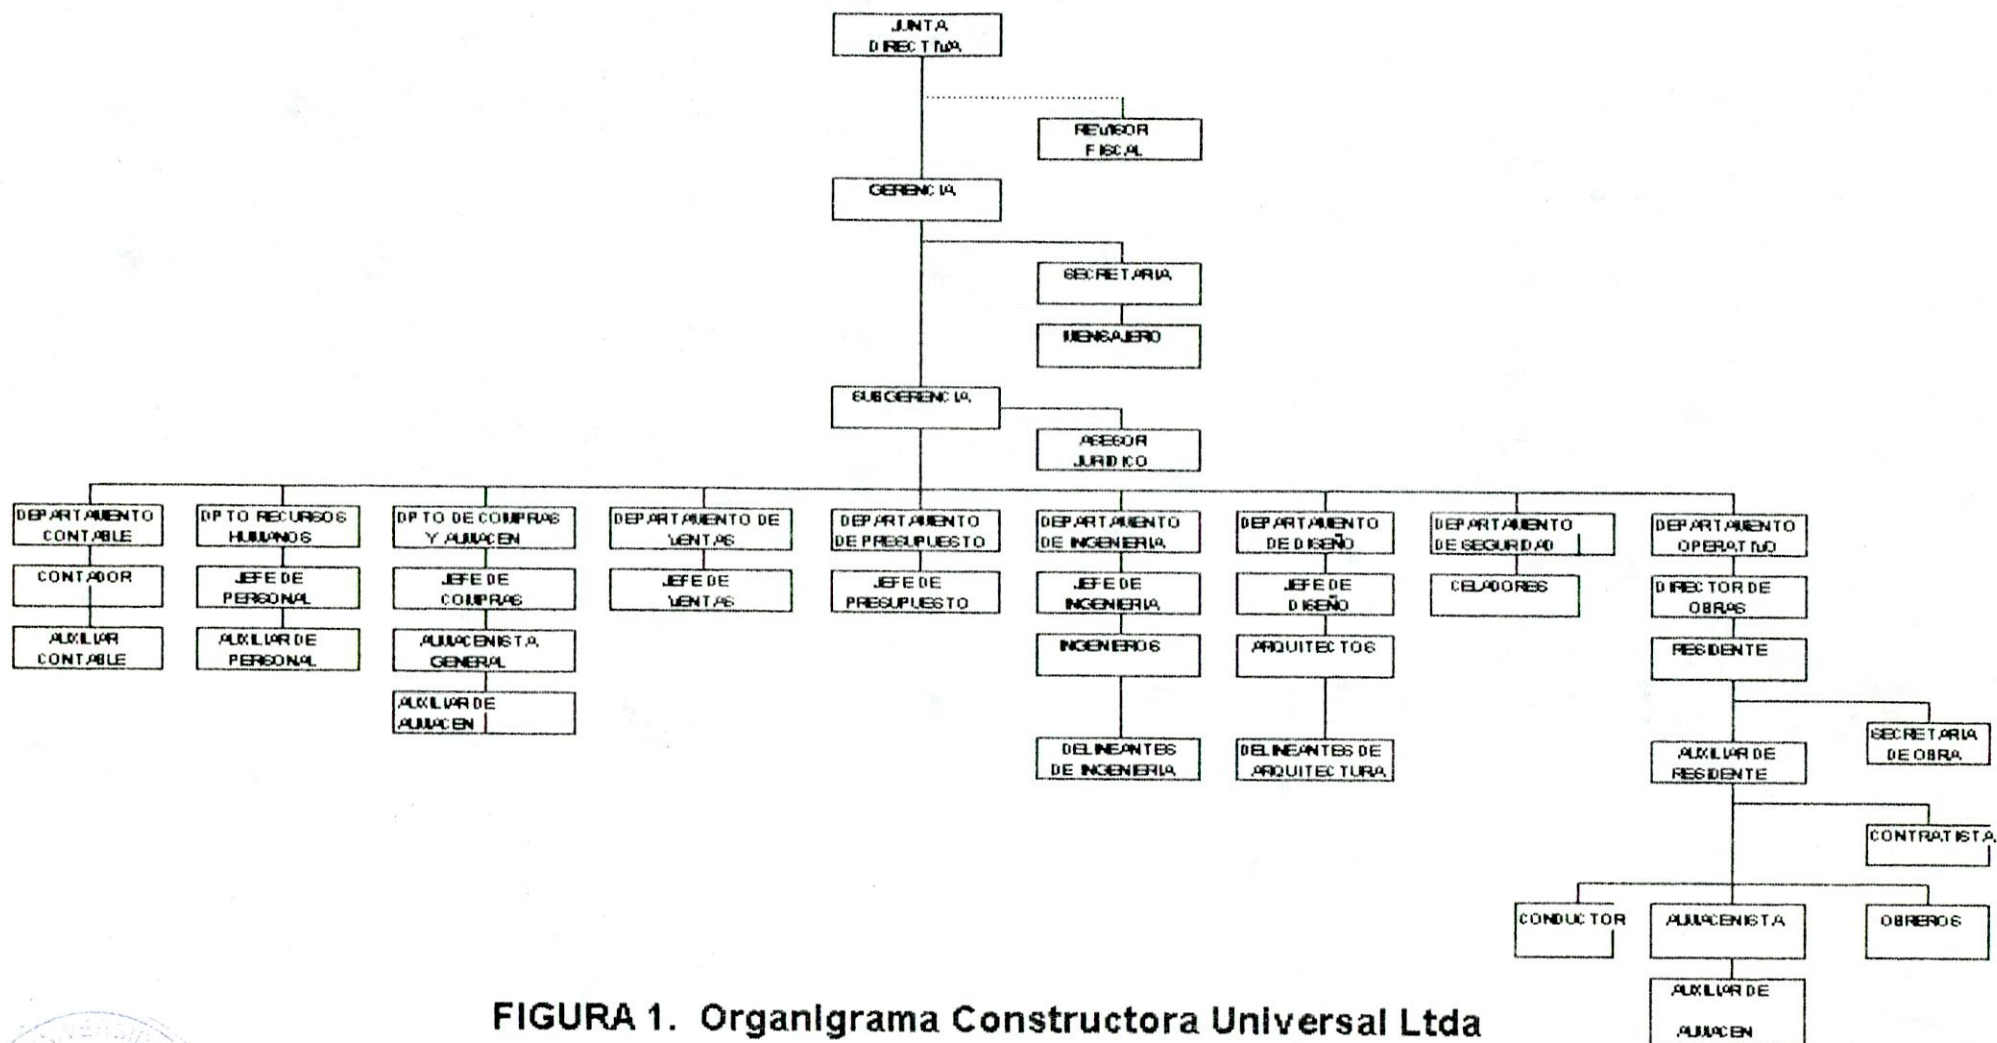 JUNTA
DIRECTIVA
REVISOR
FISCAL
GERENCIA
SECRETARIA
MENSAJERO
SUBGERENCIA
ASESOR
JURIDICO
DEPARTAMENTO
CONTABLE
CONTADOR
AUXILIAR
CONTABLE
DPTO RECURSOS
HUMANOS
JEFE DE
PERSONAL
AUXILIAR DE
PERSONAL
DPTO DE COMPRAS
Y ALMACEN
JEFE DE
COMPRAS
ALMACENISTA
GENERAL
AUXILIAR DE
ALMACEN
DEPARTAMENTO DE
VENTAS
JEFE DE
VENTAS
DEPARTAMENTO
DE PRESUPUESTO
JEFE DE
PRESUPUESTO
DEPARTAMENTO
DE INGENIERIA
JEFE DE
INGENIERIA
INGENIEROS
DELINEANTES
DE INGENIERIA
DEPARTAMENTO
DE DISEÑO
JEFE DE
DISEÑO
ARQUITECTOS
DELINEANTES DE
ARQUITECTURA
DEPARTAMENTO
DE SEGURIDAD
CELADORES
DEPARTAMENTO
OPERATIVO
DIRECTOR DE
OBRAS
RESIDENTE
SECRETARIA
DE OBRA
AUXILIAR DE
RESIDENTE
CONTRATISTA
CONDUCTOR
ALMACENISTA
OBREROS
AUXILIAR DE
ALMACEN
FIGURA 1. Organigrama Constructora Universal Ltda